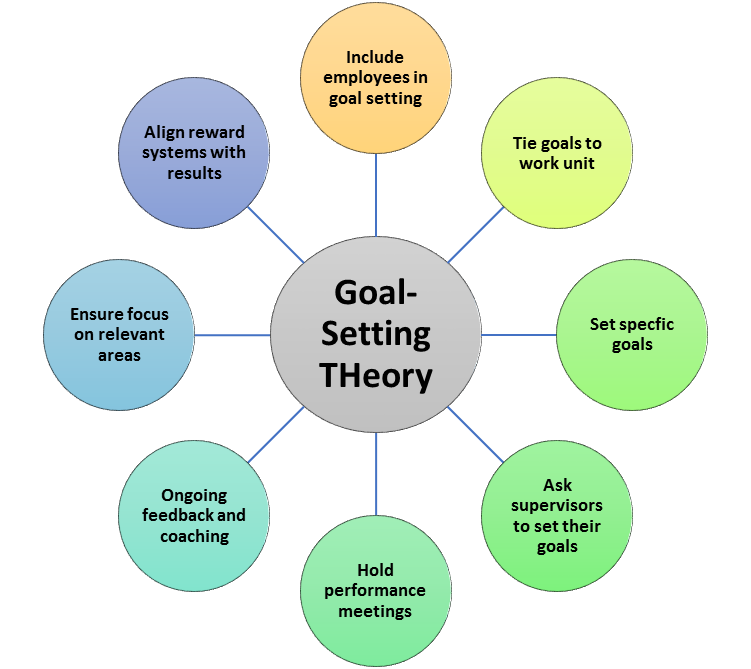 Include
employees in
goal setting
Tie goals to
work unit
Set specfic
goals
Ask
supervisors
to set their
goals
Hold
performance
meetings
Ongoing
feedback and
coaching
Ensure focus
on relevant
areas
Align reward
systems with
results
Goal-
Setting
THeory